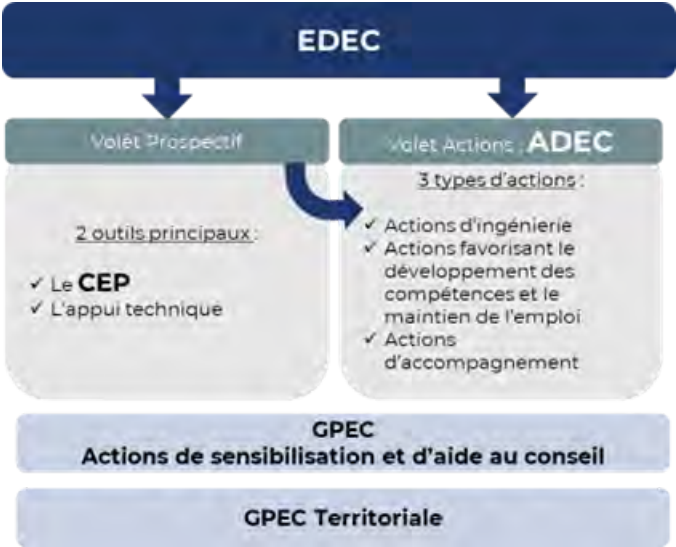 EDEC
Volet Prospectif
2 outils principaux :
✓ Le CEP
✓ L'appui technique
Volet Actions : ADEC
3 types d'actions :
✓ Actions d'ingénierie
✓ Actions favorisant le
développement des
compétences et le
maintien de l'emploi
✓ Actions
d'accompagnement
GPEC
Actions de sensibilisation et d'aide au conseil
GPEC Territoriale